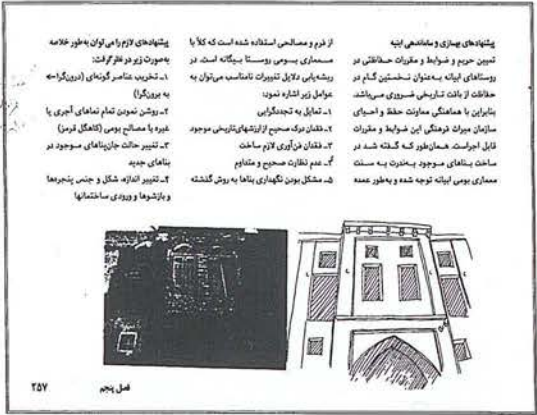 پیشنهادهای بهسازی و ساماندهی ابنیه
تعیین حریم و ضوابط و مقررات حفاظتی در
روستاهای ابیانه به‌عنوان نخستین گام در
حفاظت از بافت تاریخی ضروری می‌باشد.
بنابراین با هماهنگی معاونت حفظ و احیای
سازمان میراث فرهنگی این ضوابط و مقررات
قابل اجراست. همان‌طور که گفته شد در
ساخت بناهای موجود به‌ندرت به سنت
معماری بومی ابیانه توجه شده و به‌طور عمده
از فرم و مصالحی استفاده شده است که کلاً با
معماری بومی روستا بیگانه است. در
ریشه‌یابی دلایل تغییرات نامناسب می‌توان به
عوامل زیر اشاره نمود:
۱ـ تمایل به تجددگرایی
۲ـ فقدان درک صحیح از ارزشهای تاریخی موجود
۳ـ فقدان فن‌آوری لازم ساخت
۴ـ عدم نظارت صحیح و متداوم
۵ـ مشکل بودن نگهداری بناها به روش گذشته
پیشنهادهای لازم را می‌توان به‌طور خلاصه
به‌صورت زیر در نظر گرفت:
۱ـ تخریب عناصر گونه‌ای (درون‌گرا←
به برون‌گرا)
۲ـ روشن نمودن تمام نماهای آجری یا
غیره با مصالح بومی (کاهگل قرمز)
۳ـ تغییر حالت جان‌پناهای موجود در
بناهای جدید
۴ـ تغییر اندازه، شکل و جنس پنجره‌ها
و بازشوها و ورودی ساختمانها
فصل پنجم
۲۵۷